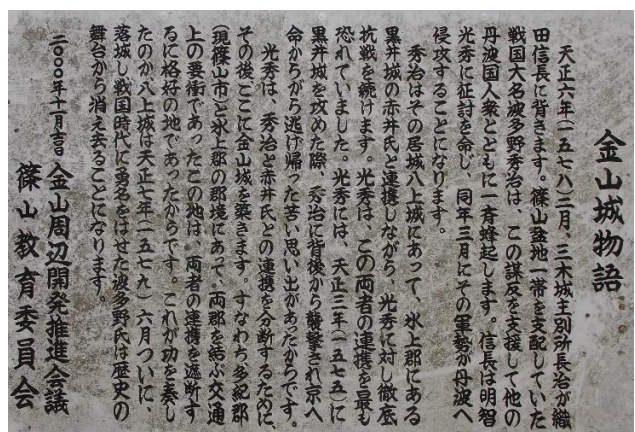 金山城物語
天正六年(一五七八)二月、三木城主別所長治が織
田信長に背きます。篠山盆地一帯を支配していた
戦国大名波多野秀治は、この謀反を支援して他の
丹波国人衆とともに一斉蜂起します。信長は明智
光秀に征討を命じ、同年三月にその軍勢が丹波へ
侵攻することになります。
秀治はその居城八上城にあって、氷上郡にある
黒井城の赤井氏と連携しながら、光秀に対し徹底
抗戦を続けます。光秀は、この両者の連携を最も
恐れていました。光秀には、天正三年(一五七五)に
黒井城を攻めた際、秀治に背後から襲撃され京へ
命からがら逃げ帰った苦い思い出があったからです。
光秀は、秀治と赤井氏との連携を分断するために
その後ここに金山城を築きます。すなわち多紀郡
(現篠山市)と氷上郡の郡境にあって、両郡を結ぶ交通
上の要衝であったこの地は、両者の連携を遮断す
るに格好の地であったからです。これが功を奏し
たのか八上城は天正七年(一五七九)六月ついに、
落城し戦国時代に勇名をはせた波多野氏は歴史の
舞台から消え去ることになります。
二〇〇〇年十一月吉日
金山周辺開発推進会議
篠山教育委員会